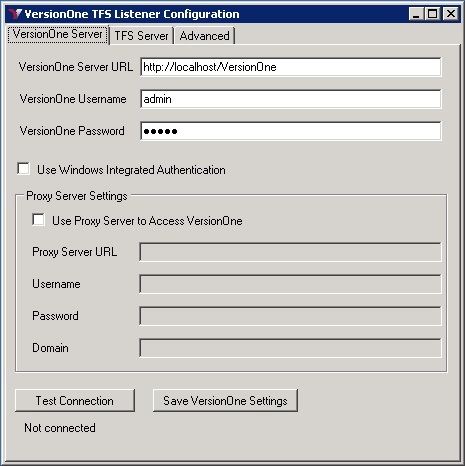 VersionOne TFS Listener Configuration
VersionOne Server TFS Server Advanced
VersionOne Server URL http://localhost/VersionOne
VersionOne Username admin
VersionOne Password •••••
Use Windows Integrated Authentication
Proxy Server Settings
Use Proxy Server to Access VersionOne
Proxy Server URL
Username
Password
Domain
Test Connection Save VersionOne Settings
Not connected